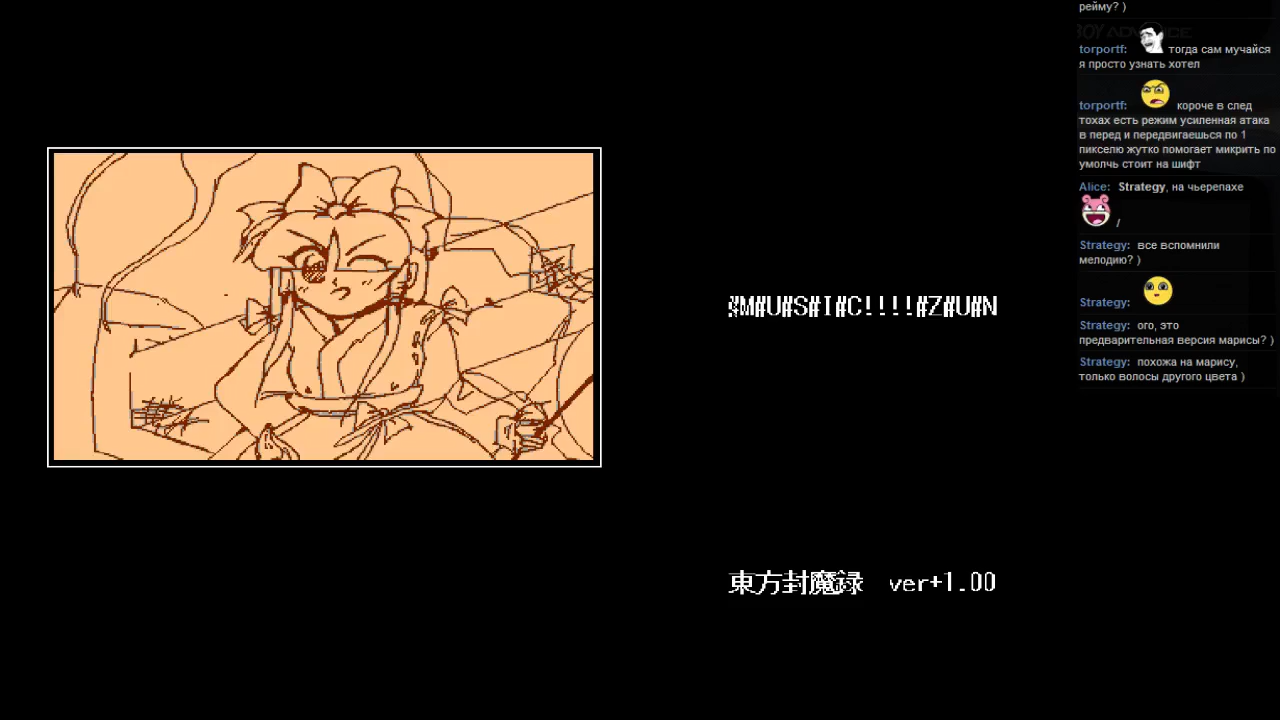 #M#U#S#I#C!!!!#Z#U#N
東方封魔録 ver+1.00
рейму? )
torportf: тогда сам мучайся
я просто узнать хотел
torportf: короче в след
тохах есть режим усиленная атака
в перед и передвигаешься по 1
пикселю жутко помогает микрить по
умолчь стоит на шифт
Alice: Strategy, на чьерепахе
/
Strategy: все вспомнили
мелодию? )
Strategy:
Strategy: ого, это
предварительная версия марисы? )
Strategy: похожа на марису,
только волосы другого цвета )